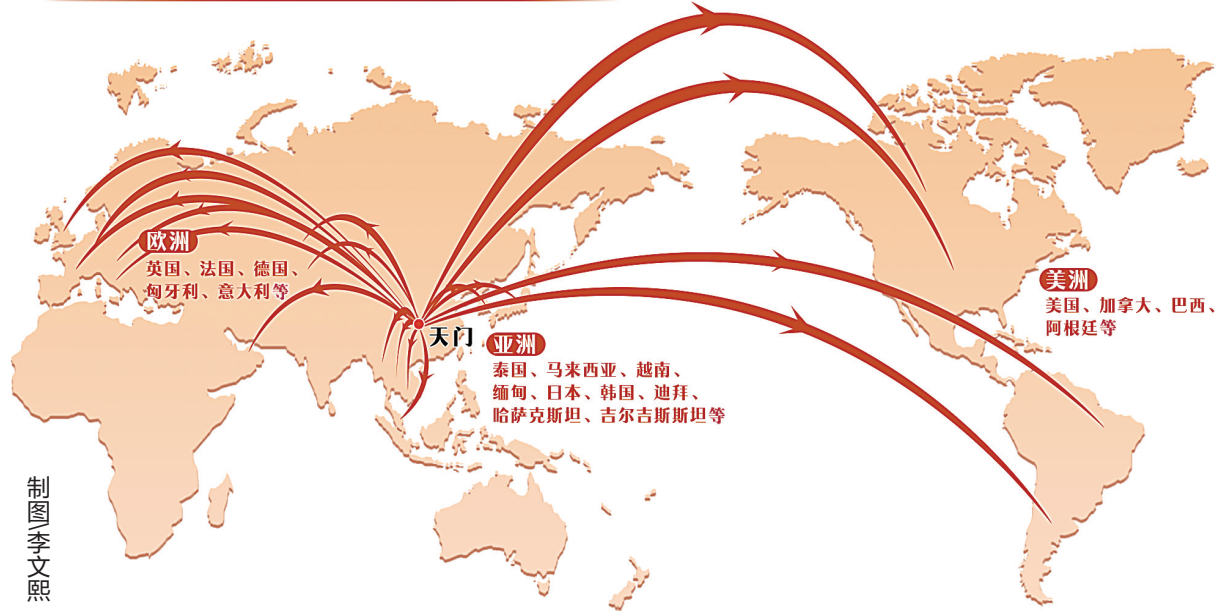 欧洲
英国、法国、德国、
匈牙利、意大利等
天门
亚洲
泰国、马来西亚、越南、
缅甸、日本、韩国、迪拜、
哈萨克斯坦、吉尔吉斯斯坦等
美洲
美国、加拿大、巴西、
阿根廷等
制图/李文熙